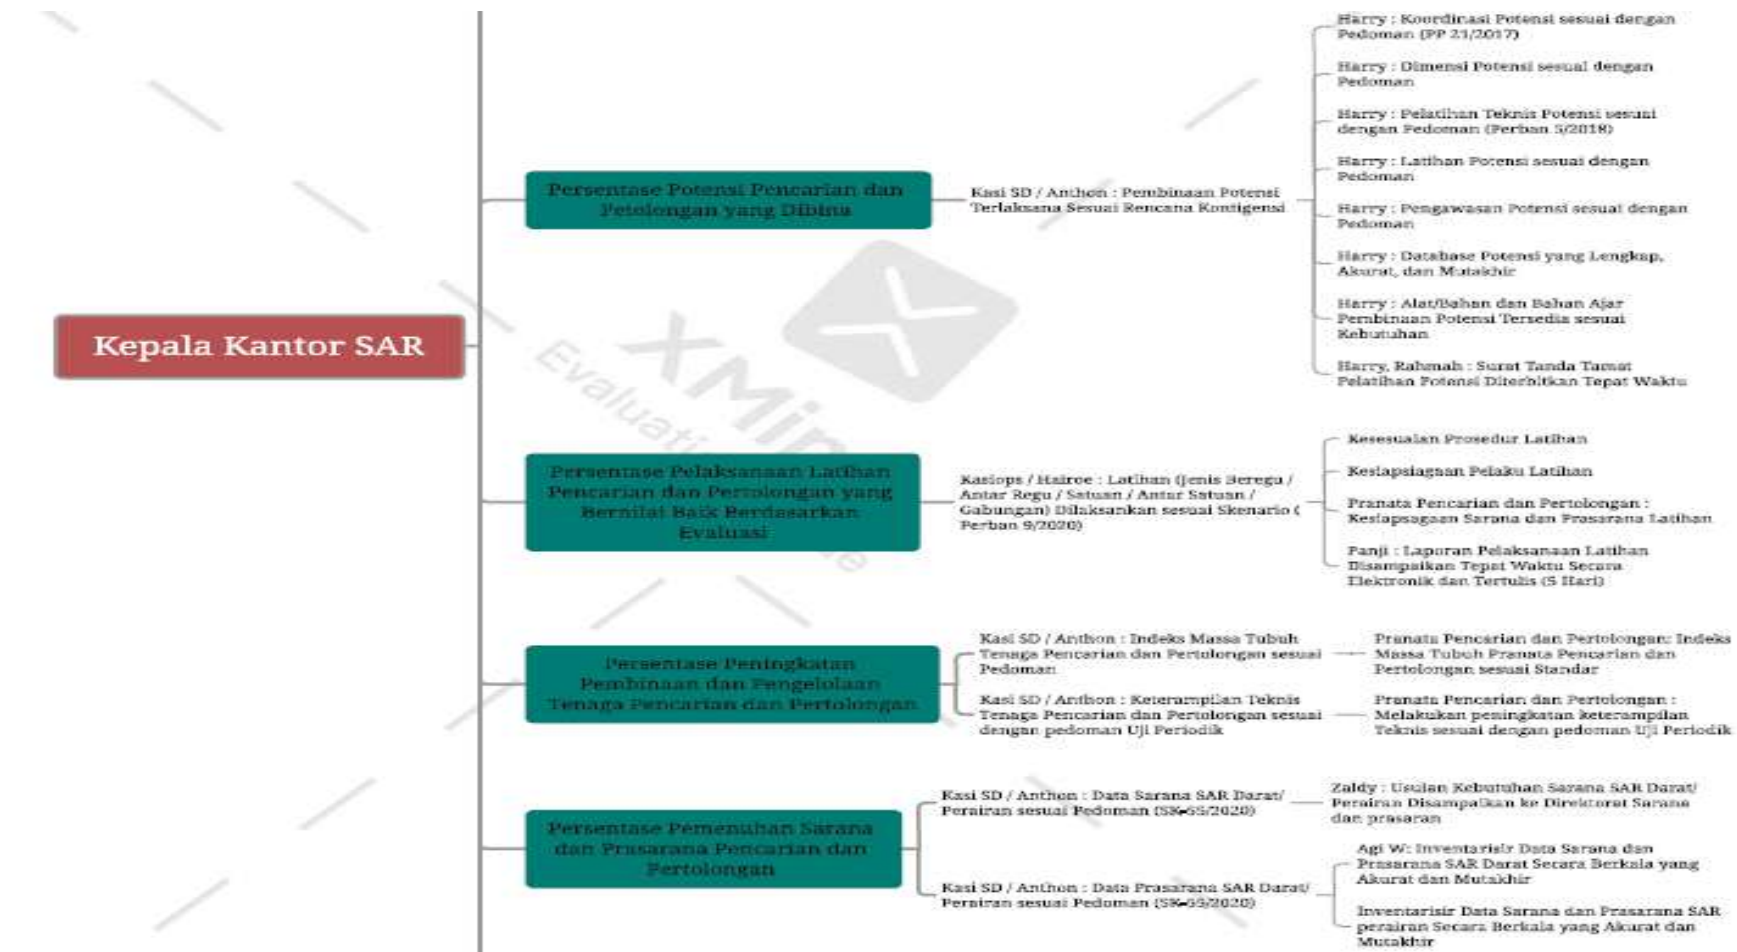 Kepala Kantor SAR
Persentase Potensi Pencarian dan
Petolongan yang Dibina
Kasi SD / Anthon : Pembinaan Potensi
Terlaksana Sesuai Rencana Kontigensi
Harry : Koordinasi Potensi sesuai dengan
Pedoman (PP 21/2017)
Harry : Dimensi Potensi sesuai dengan
Pedoman
Harry : Pelatihan Teknis Potensi sesuai
dengan Pedoman (Perban 5/2018)
Harry : Latihan Potensi sesuai dengan
Pedoman
Harry : Pengawasan Potensi sesuai dengan
Pedoman
Harry : Database Potensi yang Lengkap,
Akurat, dan Mutakhir
Harry : Alat/Bahan dan Bahan Ajar
Pembinaan Potensi Tersedia sesuai
Kebutuhan
Harry, Rahmah : Surat Tanda Tamat
Pelatihan Potensi Diterbitkan Tepat Waktu
Persentase Pelaksanaan Latihan
Pencarian dan Pertolongan yang
Bernilai Baik Berdasarkan
Evaluasi
Kasiops / Hairoe : Latihan (Jenis Beregu /
Antar Regu / Satuan / Antar Satuan /
Gabungan) Dilaksankan sesuai Skenario (
Perban 9/2020)
Kesesuaian Prosedur Latihan
Kesiapsiagaan Pelaku Latihan
Pranata Pencarian dan Pertolongan :
Kesiapsagaan Sarana dan Prasarana Latihan
Panji : Laporan Pelaksanaan Latihan
Disampaikan Tepat Waktu Secara
Elektronik dan Tertulis (5 Hari)
Persentase Peningkatan
Pembinaan dan Pengelolaan
Tenaga Pencarian dan Pertolongan
Kasi SD / Anthon : Indeks Massa Tubuh
Tenaga Pencarian dan Pertolongan sesuai
Pedoman
Pranata Pencarian dan Pertolongan: Indeks
Massa Tubuh Pranata Pencarian dan
Pertolongan sesuai Standar
Kasi SD / Anthon : Keterampilan Teknis
Tenaga Pencarian dan Pertolongan sesuai
dengan pedoman Uji Periodik
Pranata Pencarian dan Pertolongan :
Melakukan peningkatan keterampilan
Teknis sesuai dengan pedoman Uji Periodik
Persentase Pemenuhan Sarana
dan Prasarana Pencarian dan
Pertolongan
Kasi SD / Anthon : Data Sarana SAR Darat/
Perairan sesuai Pedoman (SK-65/2020)
Zaldy : Usulan Kebutuhan Sarana SAR Darat/
Perairan Disampaikan ke Direktorat Sarana
dan prasaran
Kasi SD / Anthon : Data Prasarana SAR Darat/
Perairan sesuai Pedoman (SK-65/2020)
Agi W: Inventarisir Data Sarana dan
Prasarana SAR Darat Secara Berkala yang
Akurat dan Mutakhir
Inventarisir Data Sarana dan Prasarana SAR
perairan Secara Berkala yang Akurat dan
Mutakhir